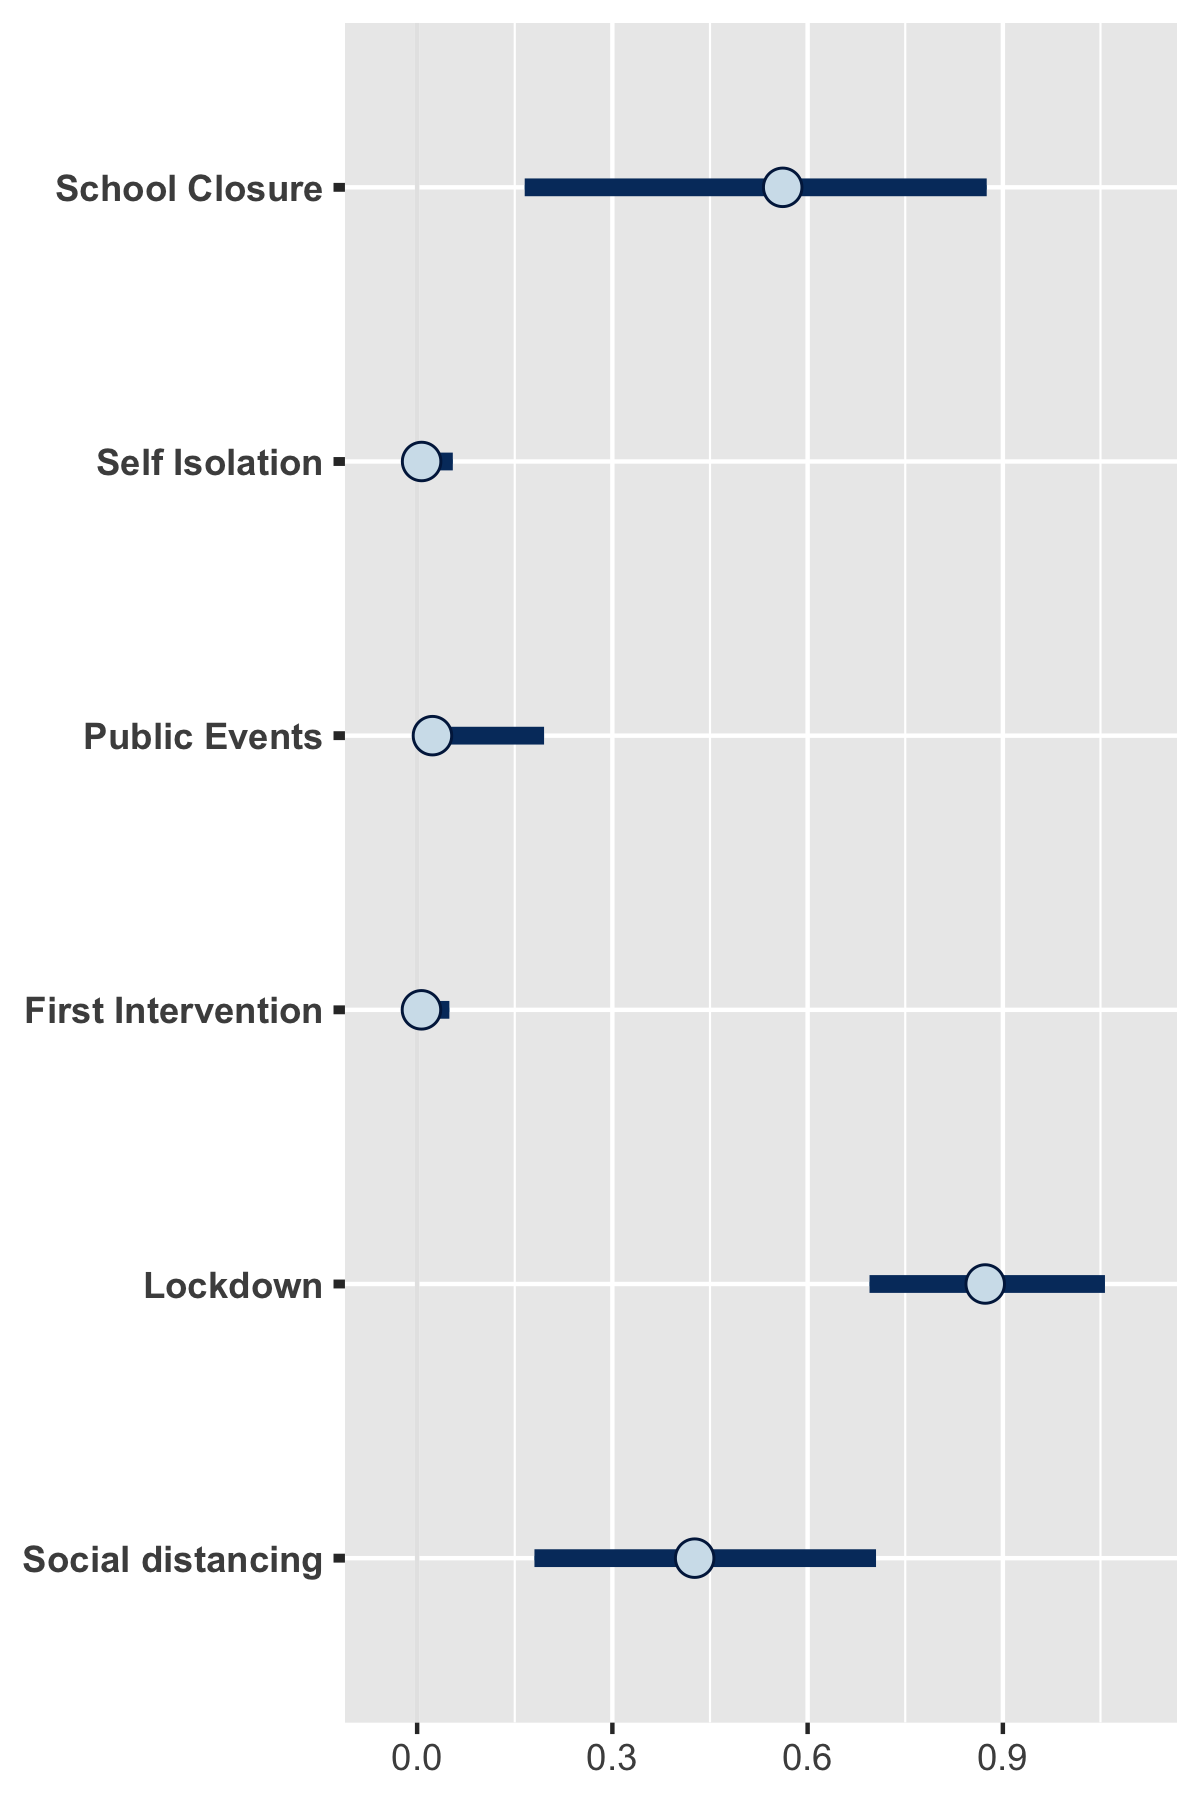 School Closure
Self Isolation
Public Events
First Intervention
Lockdown
Social distancing
0.0 0.3 0.6 0.9